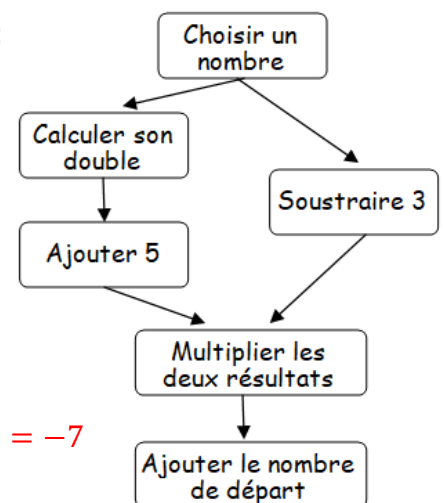 Choisir un
nombre
Calculer son
double
Soustraire 3
Ajouter 5
Multiplier les
deux résultats
= −7
Ajouter le nombre
de départ